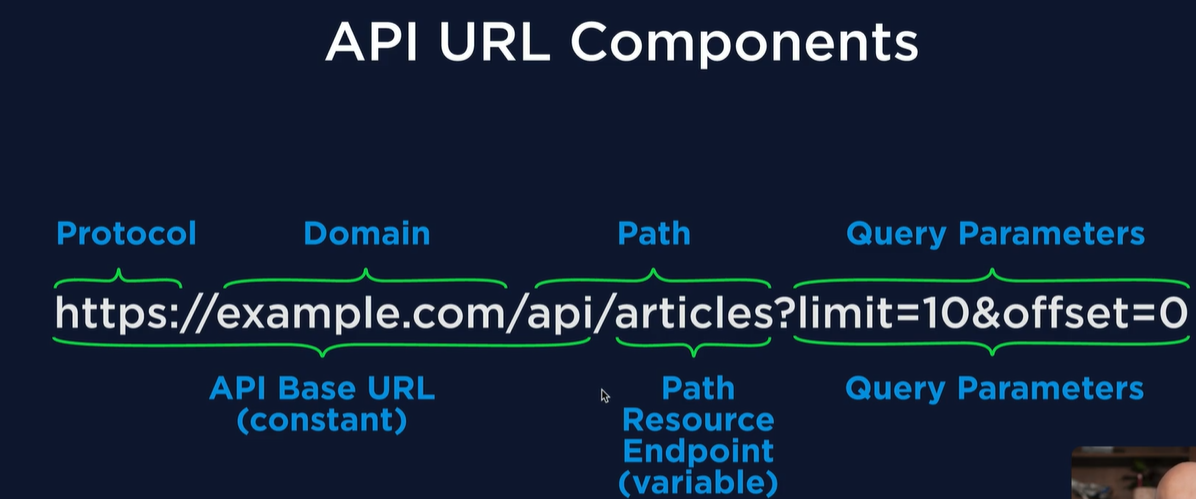 API URL Components
Protocol Domain Path Query Parameters
https://example.com/api/articles?limit=10&offset=0
API Base URL
(constant)
Path
Resource
Endpoint
(variable)
Query Parameters